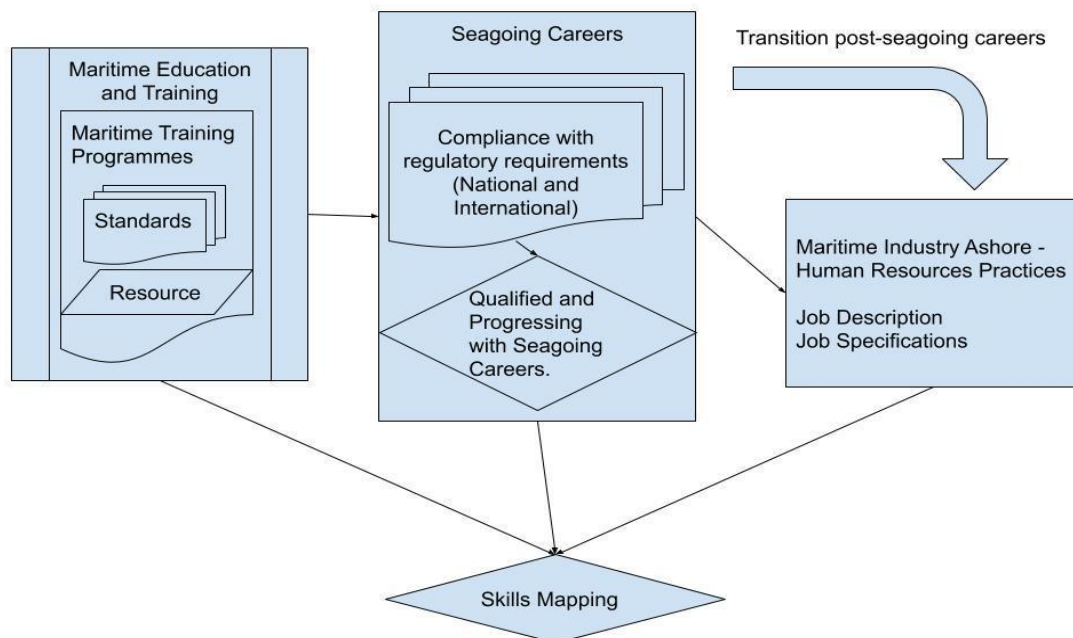 Maritime Education
and Training
Maritime Training
Programmes
Standards
Resource
Seagoing Careers
Compliance with
regulatory requirements
(National and
International)
Qualified and
Progressing
with Seagoing
Careers.
Transition post-seagoing careers
Maritime Industry Ashore -
Human Resources Practices
Job Description
Job Specifications
Skills Mapping